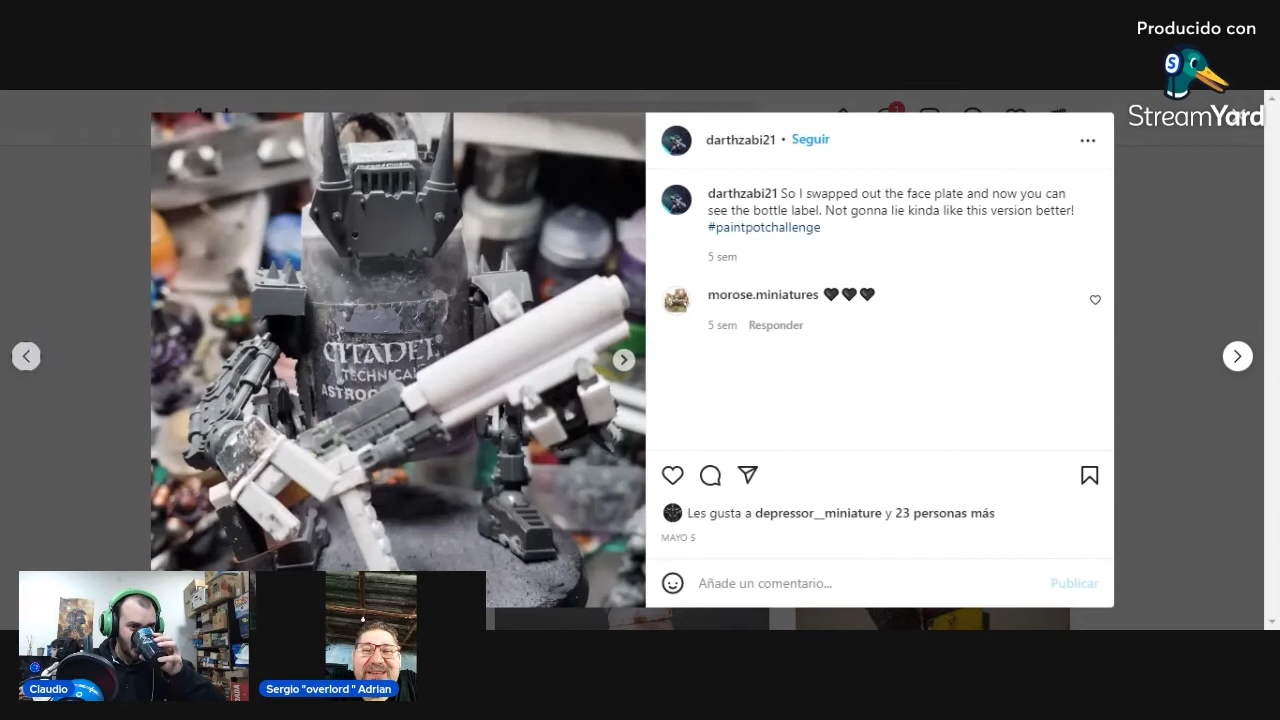 Producido con
StreamYard
darthzabi21 • Seguir
darthzabi21 So I swapped out the face plate and now you can
see the bottle label. Not gonna lie kinda like this version better!
#paintpotchallenge
5 sem
morose.miniatures 🖤🖤🖤
5 sem Responder
CITADEL
TECHNICAL
Les gusta a depressor__miniature y 23 personas más
MAYO 5
Añade un comentario...
Publicar
Claudio
Sergio "overlord " Adrian